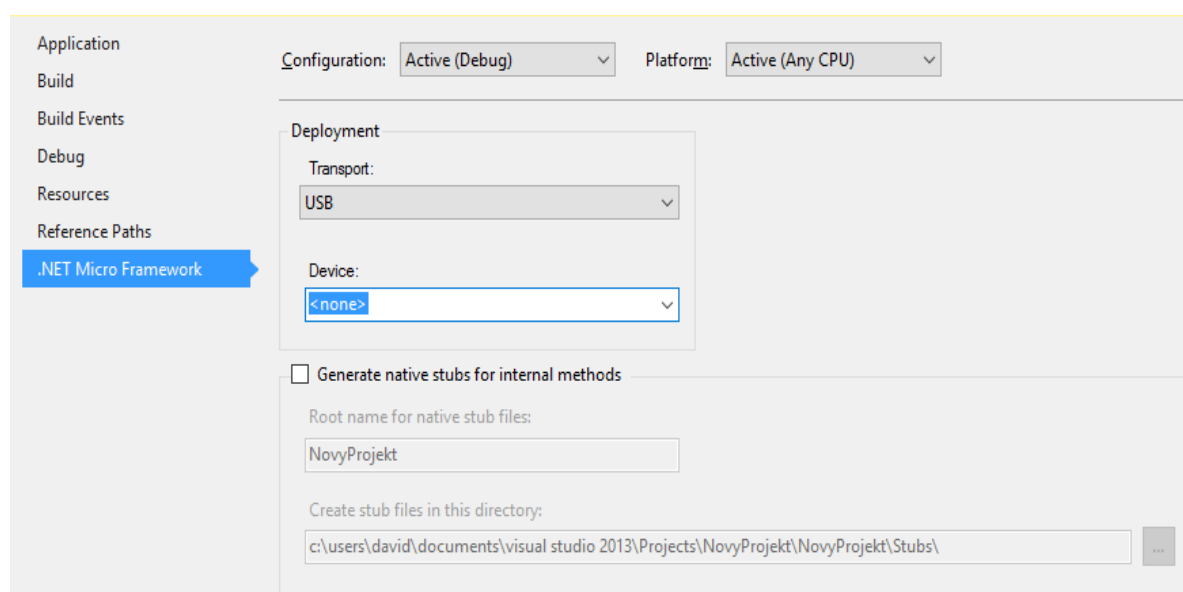 Application
Build
Build Events
Debug
Resources
Reference Paths
.NET Micro Framework
Configuration: Active (Debug) Platform: Active (Any CPU)
Deployment
Transport:
USB
Device:
<none>
Generate native stubs for internal methods
Root name for native stub files:
NovyProjekt
Create stub files in this directory:
c:\users\david\documents\visual studio 2013\Projects\NovyProjekt\NovyProjekt\Stubs\
...